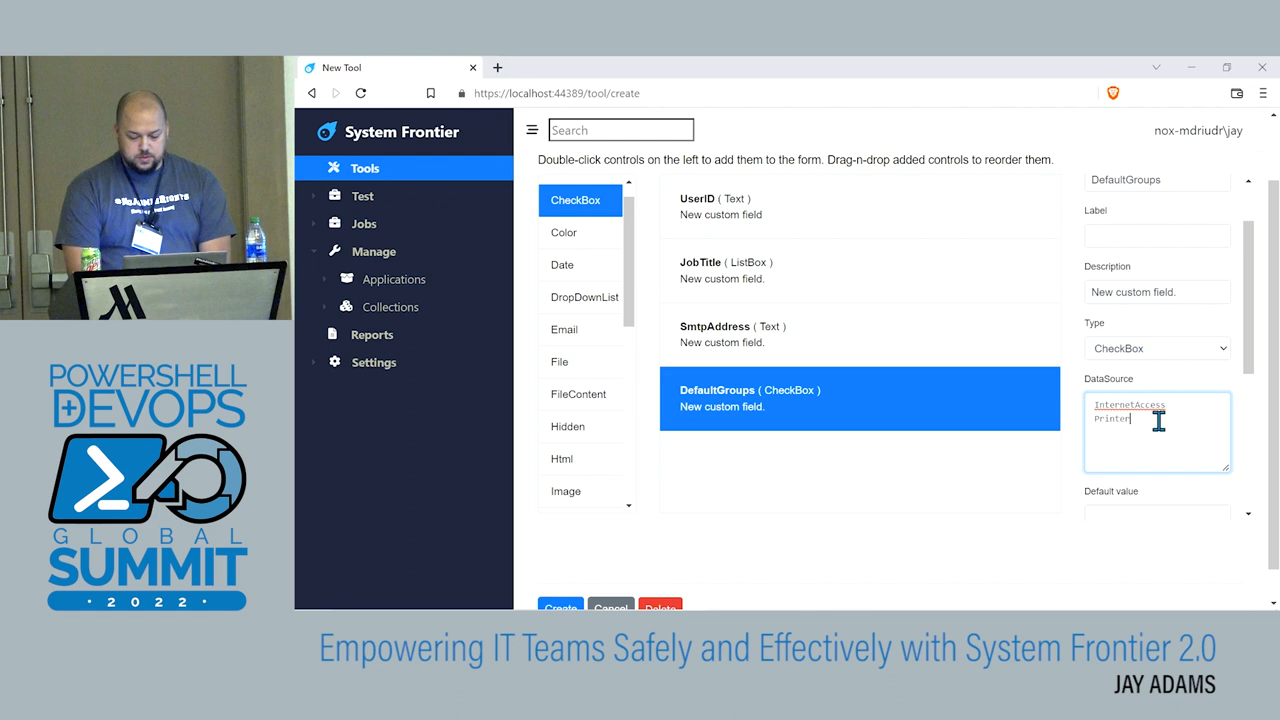 New Tool
https://localhost:44389/tool/create
System Frontier
Search
nox-mdriudr\jay
Tools
Test
Jobs
Manage
Applications
Collections
Reports
Settings
Double-click controls on the left to add them to the form. Drag-n-drop added controls to reorder them.
CheckBox
Color
Date
DropDownList
Email
File
FileContent
Hidden
Html
Image
UserID ( Text )
New custom field
JobTitle ( ListBox )
New custom field.
SmtpAddress ( Text )
New custom field.
DefaultGroups ( CheckBox )
New custom field.
DefaultGroups
Label
Description
New custom field.
Type
CheckBox
DataSource
InternetAccess
Printer
Default value
Create
Cancel
Delete
POWERSHELL
+DEVOPS
GLOBAL
SUMMIT
· 2022 ·
Empowering IT Teams Safely and Effectively with System Frontier 2.0
JAY ADAMS